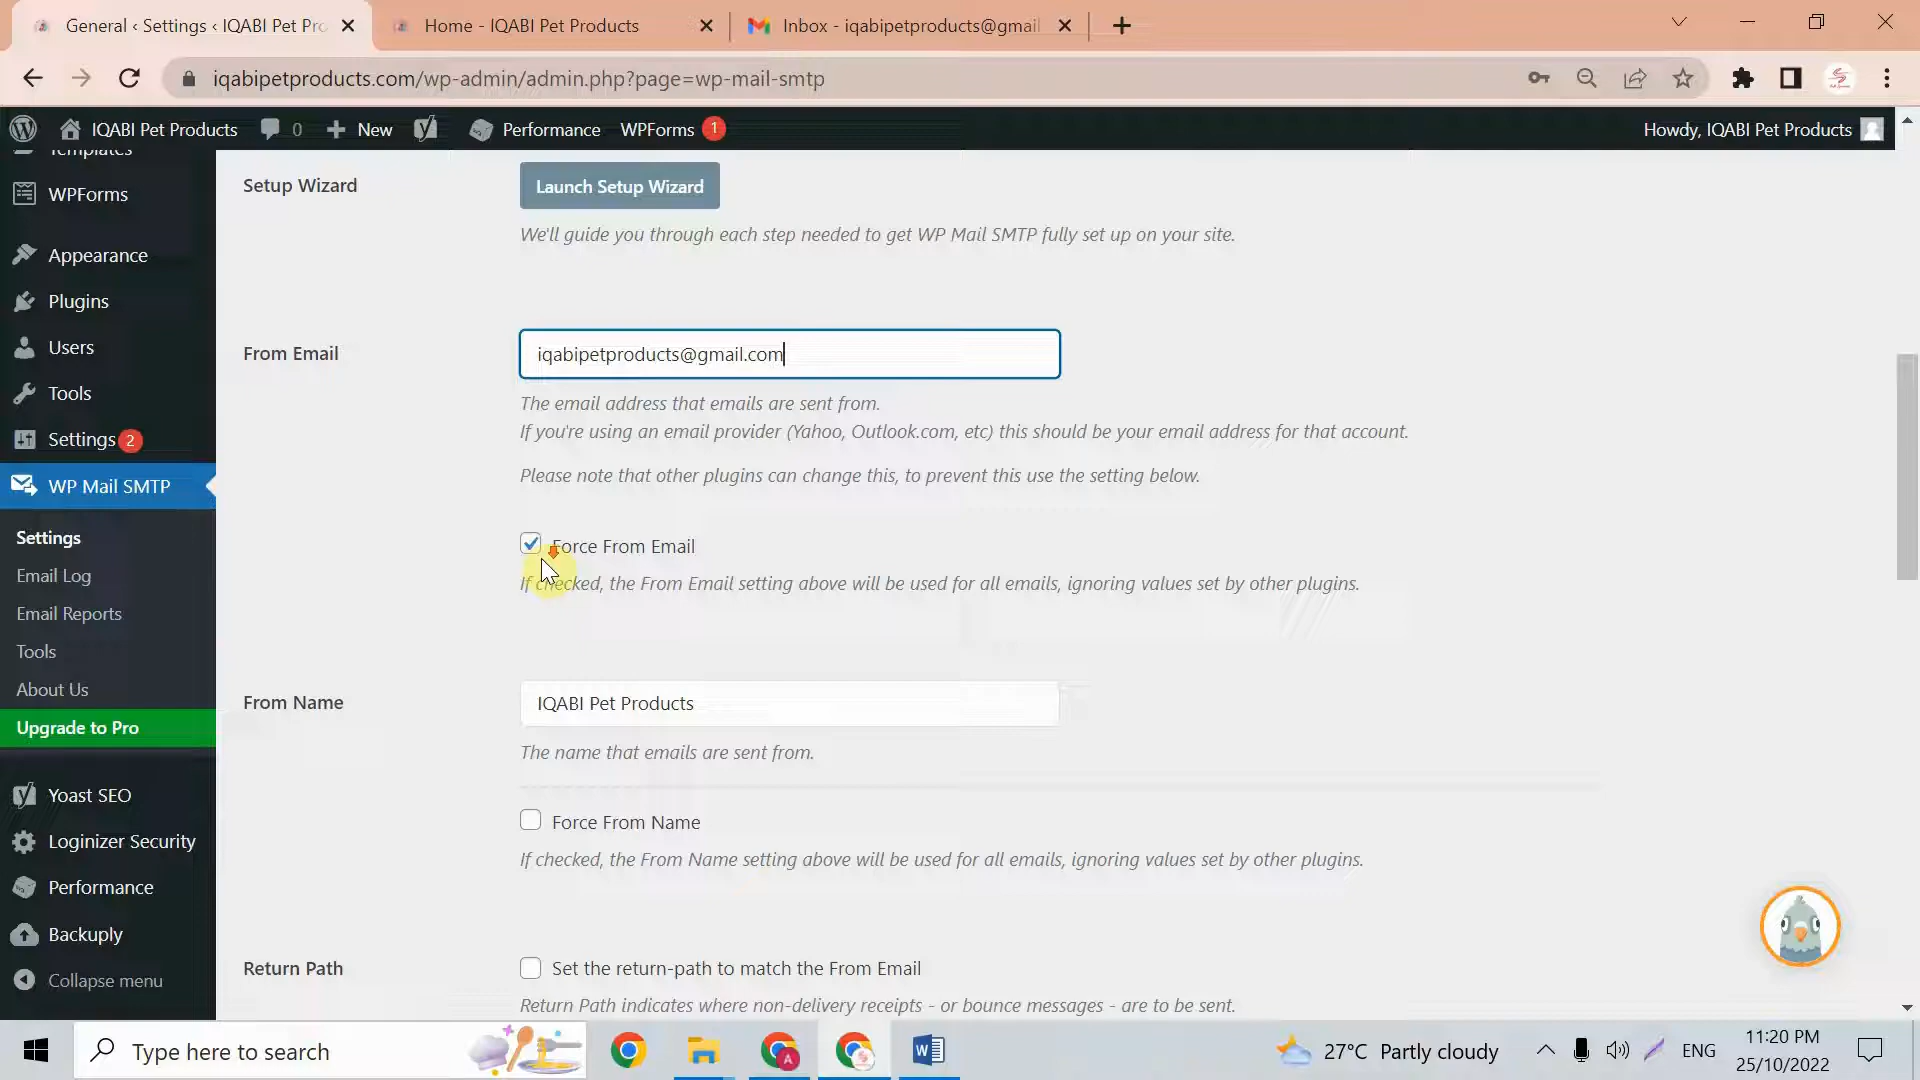 General ‹ Settings ‹ IQABI Pet Pro
Home - IQABI Pet Products
Inbox - iqabipetproducts@gmail
iqabipetproducts.com/wp-admin/admin.php?page=wp-mail-smtp
IQABI Pet Products
0
New
Performance
WPForms
1
Howdy, IQABI Pet Products
Templates
WPForms
Appearance
Plugins
Users
Tools
Settings 2
WP Mail SMTP
Settings
Email Log
Email Reports
Tools
About Us
Upgrade to Pro
Yoast SEO
Loginizer Security
Performance
Backuply
Collapse menu
Setup Wizard
Launch Setup Wizard
We'll guide you through each step needed to get WP Mail SMTP fully set up on your site.
From Email
iqabipetproducts@gmail.com
The email address that emails are sent from.
If you're using an email provider (Yahoo, Outlook.com, etc) this should be your email address for that account.
Please note that other plugins can change this, to prevent this use the setting below.
Force From Email
If checked, the From Email setting above will be used for all emails, ignoring values set by other plugins.
From Name
IQABI Pet Products
The name that emails are sent from.
Force From Name
If checked, the From Name setting above will be used for all emails, ignoring values set by other plugins.
Return Path
Set the return-path to match the From Email
Return Path indicates where non-delivery receipts - or bounce messages - are to be sent.
Type here to search
A
27°C Partly cloudy
ENG
11:20 PM
25/10/2022